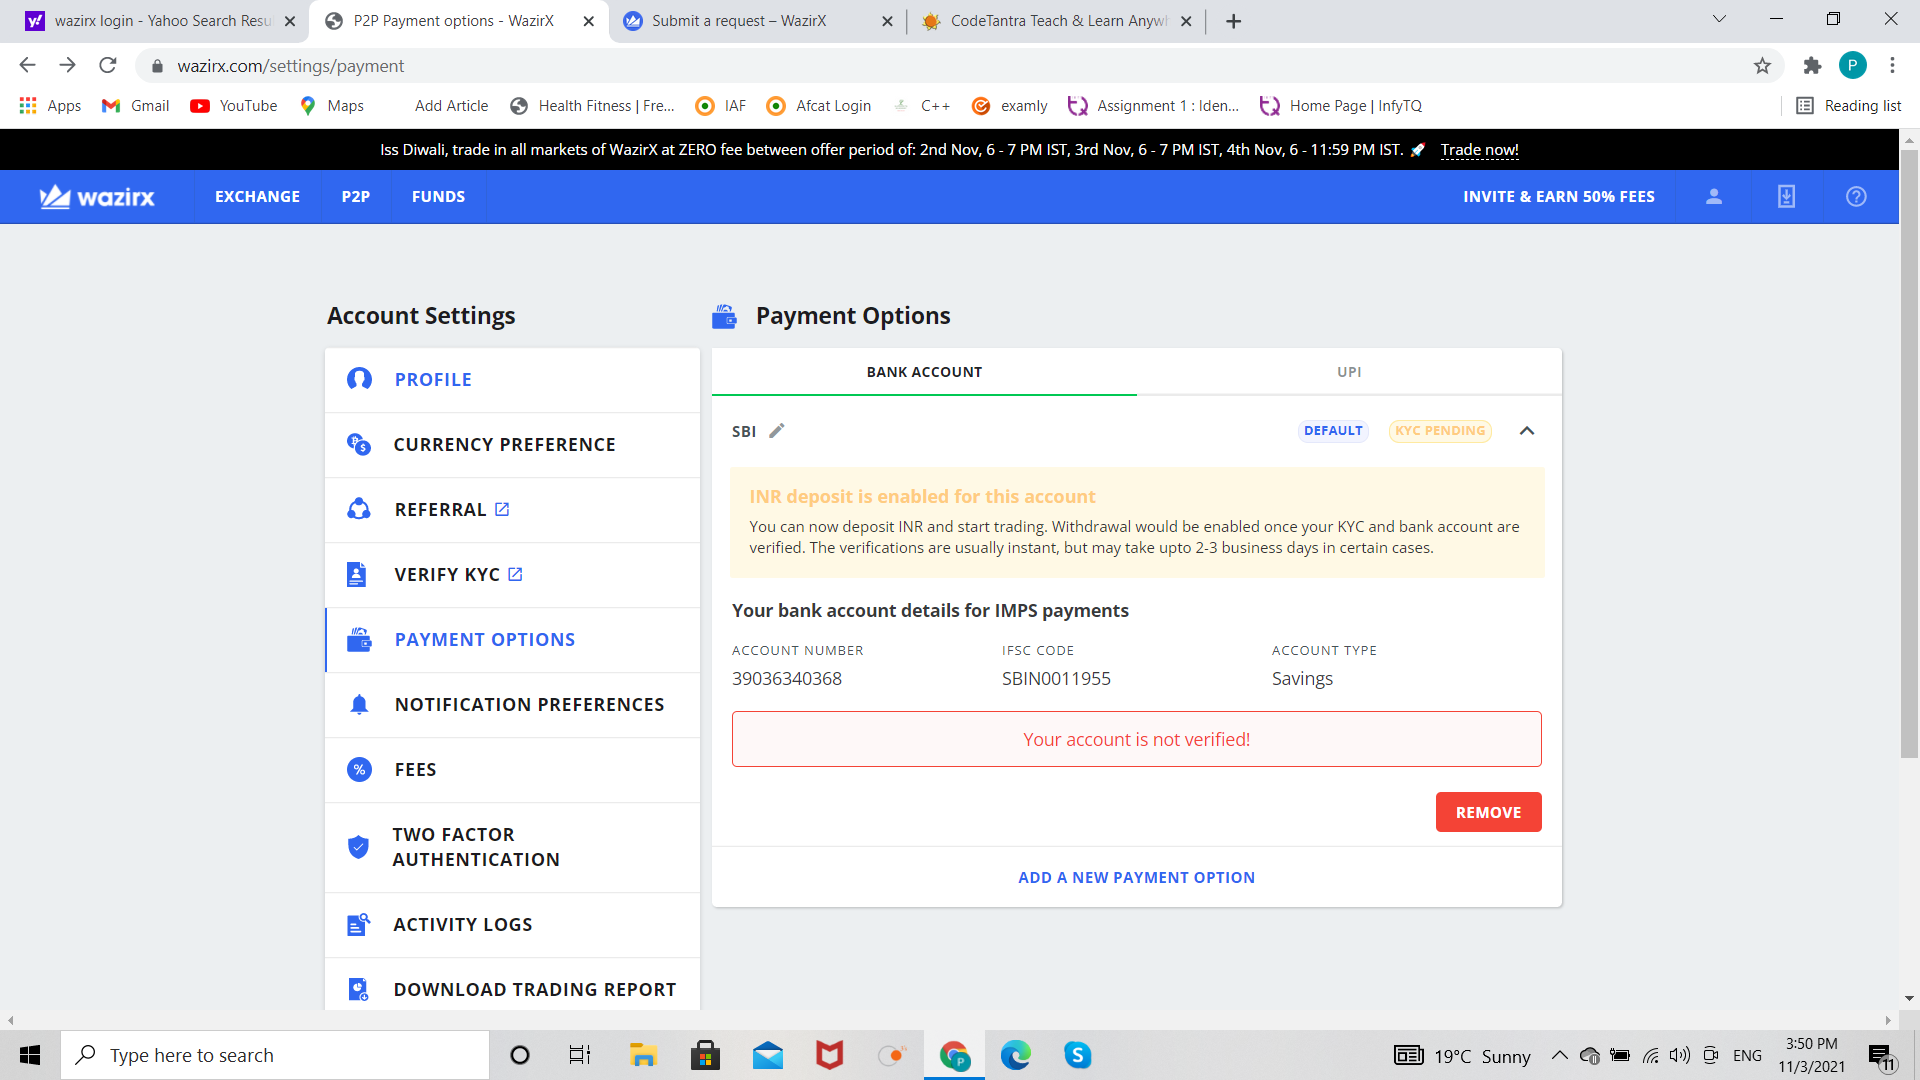 wazirx login - Yahoo Search Resu
P2P Payment options - WazirX
Submit a request – WazirX
CodeTantra Teach & Learn Anywh
wazirx.com/settings/payment
P
Apps
Gmail
YouTube
Maps
Add Article
Health Fitness | Fre...
IAF
Afcat Login
C++
examly
Assignment 1 : Iden...
Home Page | InfyTQ
Reading list
Iss Diwali, trade in all markets of WazirX at ZERO fee between offer period of: 2nd Nov, 6 - 7 PM IST, 3rd Nov, 6 - 7 PM IST, 4th Nov, 6 - 11:59 PM IST. 🚀 Trade now!
wazirx
EXCHANGE
P2P
FUNDS
INVITE & EARN 50% FEES
Account Settings
PROFILE
CURRENCY PREFERENCE
REFERRAL
VERIFY KYC
PAYMENT OPTIONS
NOTIFICATION PREFERENCES
FEES
TWO FACTOR
AUTHENTICATION
ACTIVITY LOGS
DOWNLOAD TRADING REPORT
Payment Options
BANK ACCOUNT
UPI
SBI
DEFAULT
KYC PENDING
INR deposit is enabled for this account
You can now deposit INR and start trading. Withdrawal would be enabled once your KYC and bank account are
verified. The verifications are usually instant, but may take upto 2-3 business days in certain cases.
Your bank account details for IMPS payments
ACCOUNT NUMBER
39036340368
IFSC CODE
SBIN0011955
ACCOUNT TYPE
Savings
Your account is not verified!
REMOVE
ADD A NEW PAYMENT OPTION
Type here to search
19°C Sunny
ENG
3:50 PM
11/3/2021
11